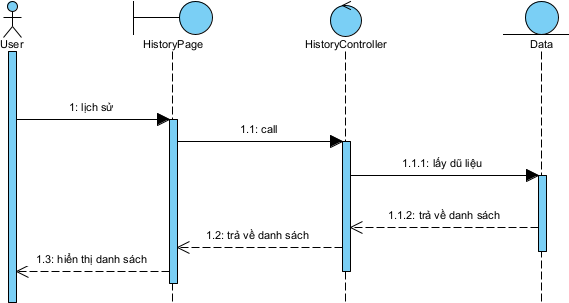 User
HistoryPage
HistoryController
Data
1: lịch sử
1.1: call
1.1.1: lấy dũ liệu
1.1.2: trả về danh sách
1.2: trả về danh sách
1.3: hiển thị danh sách